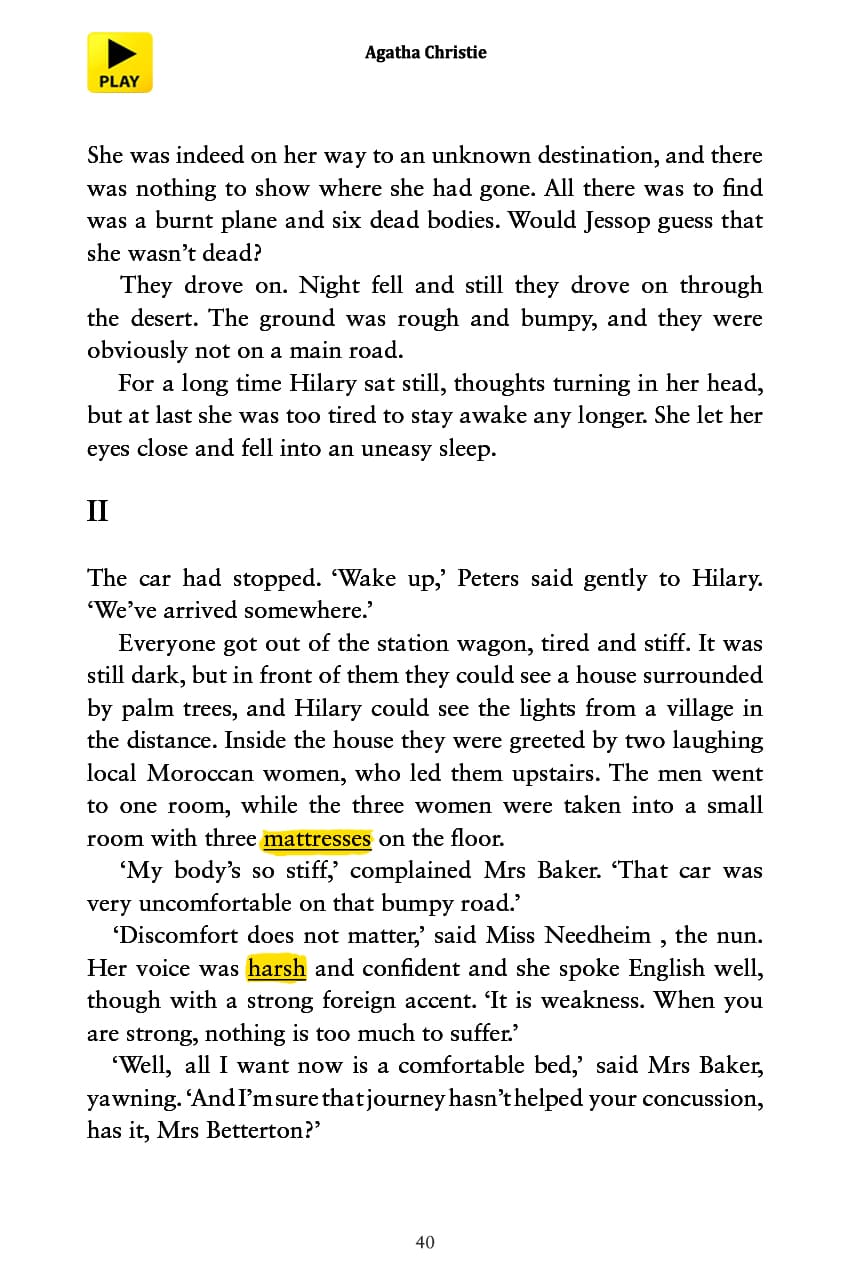 PLAY
Agatha Christie
She was indeed on her way to an unknown destination, and there
was nothing to show where she had gone. All there was to find
was a burnt plane and six dead bodies. Would Jessop guess that
she wasn’t dead?
They drove on. Night fell and still they drove on through
the desert. The ground was rough and bumpy, and they were
obviously not on a main road.
For a long time Hilary sat still, thoughts turning in her head,
but at last she was too tired to stay awake any longer. She let her
eyes close and fell into an uneasy sleep.
II
The car had stopped. ‘Wake up,’ Peters said gently to Hilary.
‘We’ve arrived somewhere.’
Everyone got out of the station wagon, tired and stiff. It was
still dark, but in front of them they could see a house surrounded
by palm trees, and Hilary could see the lights from a village in
the distance. Inside the house they were greeted by two laughing
local Moroccan women, who led them upstairs. The men went
to one room, while the three women were taken into a small
room with three mattresses on the floor.
‘My body’s so stiff,’ complained Mrs Baker. ‘That car was
very uncomfortable on that bumpy road.’
‘Discomfort does not matter,’ said Miss Needheim , the nun.
Her voice was harsh and confident and she spoke English well,
though with a strong foreign accent. ‘It is weakness. When you
are strong, nothing is too much to suffer.’
‘Well, all I want now is a comfortable bed,’ said Mrs Baker,
yawning. ‘And I’m sure that journey hasn’t helped your concussion,
has it, Mrs Betterton?’
40